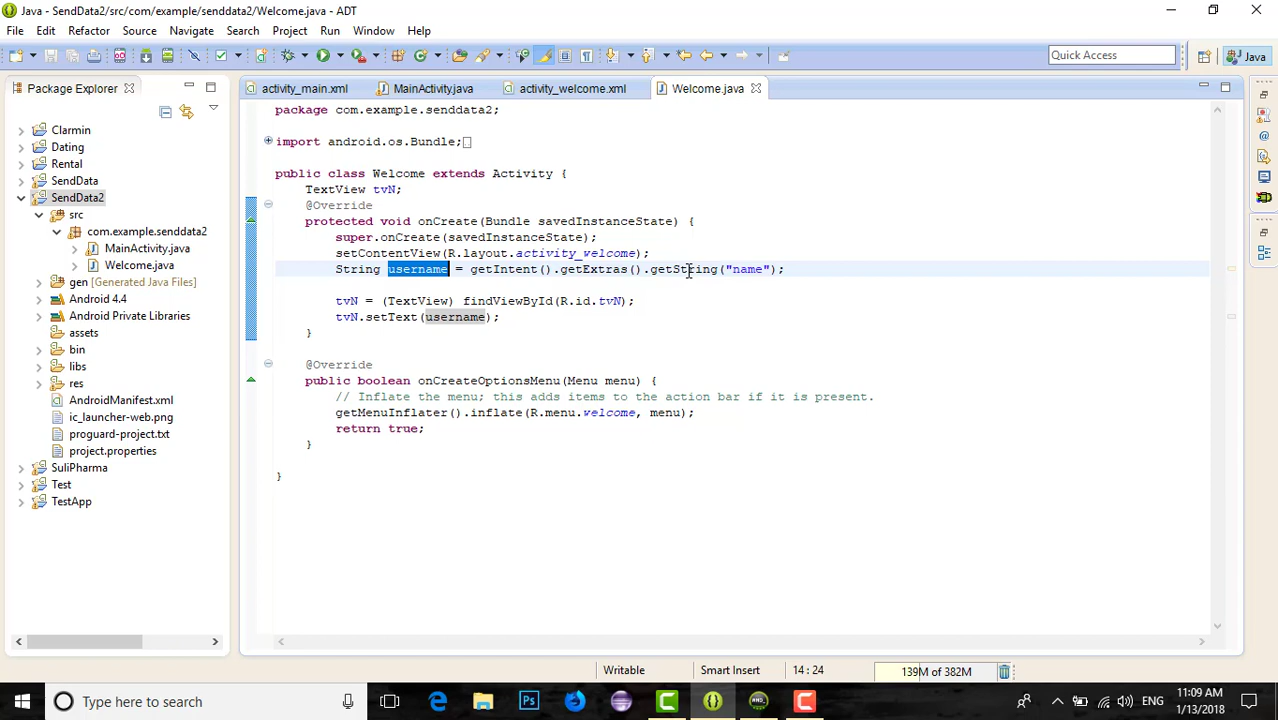 Java - SendData2/src/com/example/senddata2/Welcome.java - ADT
File Edit Refactor Source Navigate Search Project Run Window Help
Quick Access
Java
Package Explorer
activity_main.xml
MainActivity.java
activity_welcome.xml
Welcome.java
Clarmin
Dating
Rental
SendData
SendData2
src
com.example.senddata2
MainActivity.java
Welcome.java
gen [Generated Java Files]
Android 4.4
Android Private Libraries
assets
bin
libs
res
AndroidManifest.xml
ic_launcher-web.png
proguard-project.txt
project.properties
SuliPharma
Test
TestApp
package com.example.senddata2;
import android.os.Bundle;
public class Welcome extends Activity {
TextView tvN;
@Override
protected void onCreate(Bundle savedInstanceState) {
super.onCreate(savedInstanceState);
setContentView(R.layout.activity_welcome);
String username = getIntent().getExtras().getString("name");
tvN = (TextView) findViewById(R.id.tvN);
tvN.setText(username);
}
@Override
public boolean onCreateOptionsMenu(Menu menu) {
// Inflate the menu; this adds items to the action bar if it is present.
getMenuInflater().inflate(R.menu.welcome, menu);
return true;
}
}
Writable
Smart Insert
14 : 24
139M of 382M
Type here to search
ENG
11:09 AM
1/13/2018